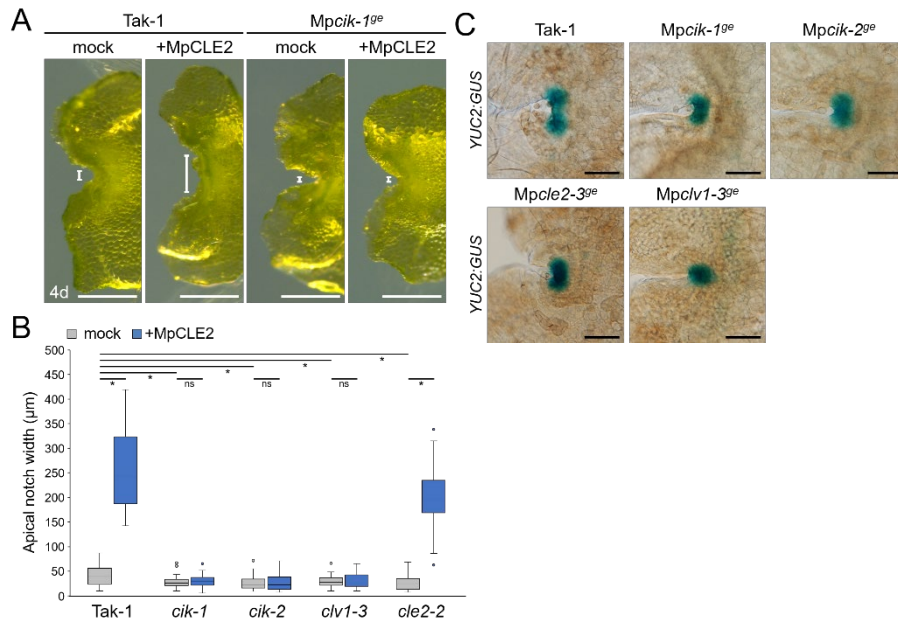 A
Tak-1 Mpcik-1ge
mock +MpCLE2 mock +MpCLE2
4d
B
mock +MpCLE2
Apical notch width (µm)
500
450
400
350
300
250
200
150
100
50
0
* * ns * ns * ns * *
Tak-1 cik-1 cik-2 clv1-3 cle2-2
C
Tak-1 Mpcik-1ge Mpcik-2ge
YUC2:GUS
Mpcle2-3ge Mpclv1-3ge
YUC2:GUS